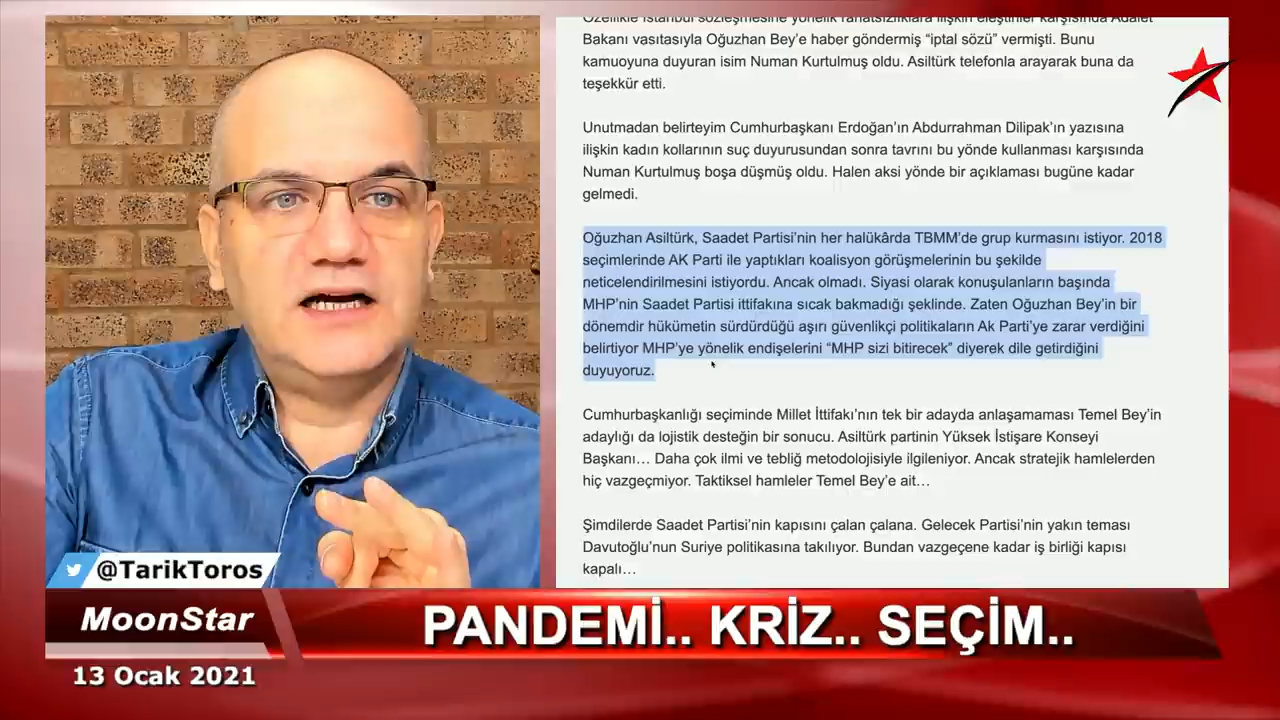 Özellikle İstanbul sözleşmesine yönelik rahatsızlıklara ilişkin eleştiriler karşısında Adalet
Bakanı vasıtasıyla Oğuzhan Bey’e haber göndermiş “iptal sözü” vermişti. Bunu
kamuoyuna duyuran isim Numan Kurtulmuş oldu. Asiltürk telefonla arayarak buna da
teşekkür etti.
Unutmadan belirteyim Cumhurbaşkanı Erdoğan’ın Abdurrahman Dilipak’ın yazısına
ilişkin kadın kollarının suç duyurusundan sonra tavrını bu yönde kullanması karşısında
Numan Kurtulmuş boşa düşmüş oldu. Halen aksi yönde bir açıklaması bugüne kadar
gelmedi.
Oğuzhan Asiltürk, Saadet Partisi’nin her halükârda TBMM’de grup kurmasını istiyor. 2018
seçimlerinde AK Parti ile yaptıkları koalisyon görüşmelerinin bu şekilde
neticelendirilmesini istiyordu. Ancak olmadı. Siyasi olarak konuşulanların başında
MHP’nin Saadet Partisi ittifakına sıcak bakmadığı şeklinde. Zaten Oğuzhan Bey’in bir
dönemdir hükümetin sürdürdüğü aşırı güvenlikçi politikaların Ak Parti’ye zarar verdiğini
belirtiyor MHP’ye yönelik endişelerini “MHP sizi bitirecek” diyerek dile getirdiğini
duyuyoruz.
Cumhurbaşkanlığı seçiminde Millet İttifakı’nın tek bir adayda anlaşamaması Temel Bey’in
adaylığı da lojistik desteğin bir sonucu. Asiltürk partinin Yüksek İstişare Konseyi
Başkanı… Daha çok ilmi ve tebliğ metodolojisiyle ilgileniyor. Ancak stratejik hamlelerden
hiç vazgeçmiyor. Taktiksel hamleler Temel Bey’e ait…
Şimdilerde Saadet Partisi’nin kapısını çalan çalana. Gelecek Partisi’nin yakın teması
Davutoğlu’nun Suriye politikasına takılıyor. Bundan vazgeçene kadar iş birliği kapısı
kapalı…
@TarikToros
MoonStar
PANDEMİ.. KRİZ.. SEÇİM..
13 Ocak 2021